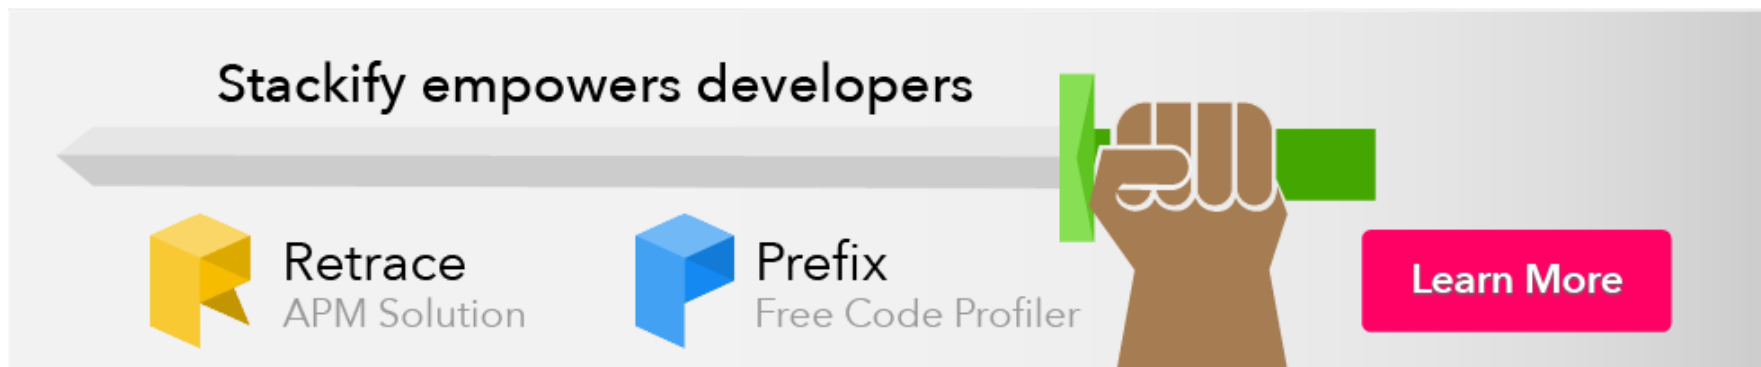 Stackify empowers developers
Retrace
APM Solution
Prefix
Free Code Profiler
Learn More